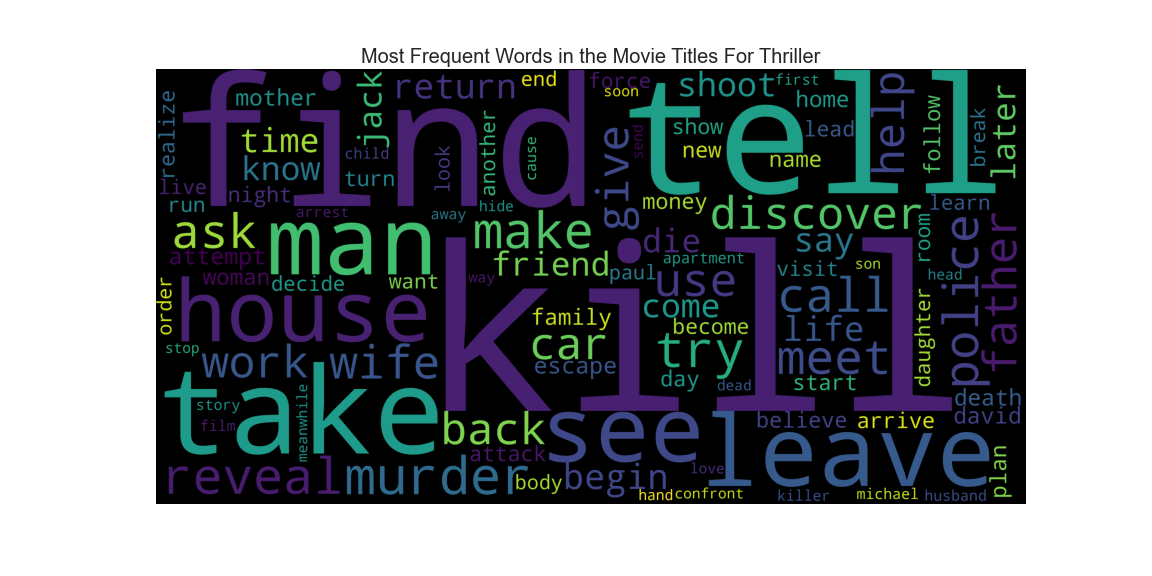 Most Frequent Words in the Movie Titles For Thriller
find
tell
kill
take
leave
see
man
house
murder
reveal
work
wife
back
begin
make
friend
ask
know
time
mother
realize
live
night
run
jack
return
end
force
soon
shoot
first
home
help
follow
break
later
show
send
new
lead
name
look
another
cause
child
turn
hide
away
arrest
give
money
discover
learn
attempt
woman
decide
want
way
die
paul
apartment
use
say
visit
son
room
head
police
father
order
stop
family
car
escape
come
become
try
call
life
meet
daughter
day
dead
start
death
david
story
film
meanwhile
attack
body
love
believe
arrive
plan
hand
confront
killer
michael
husband